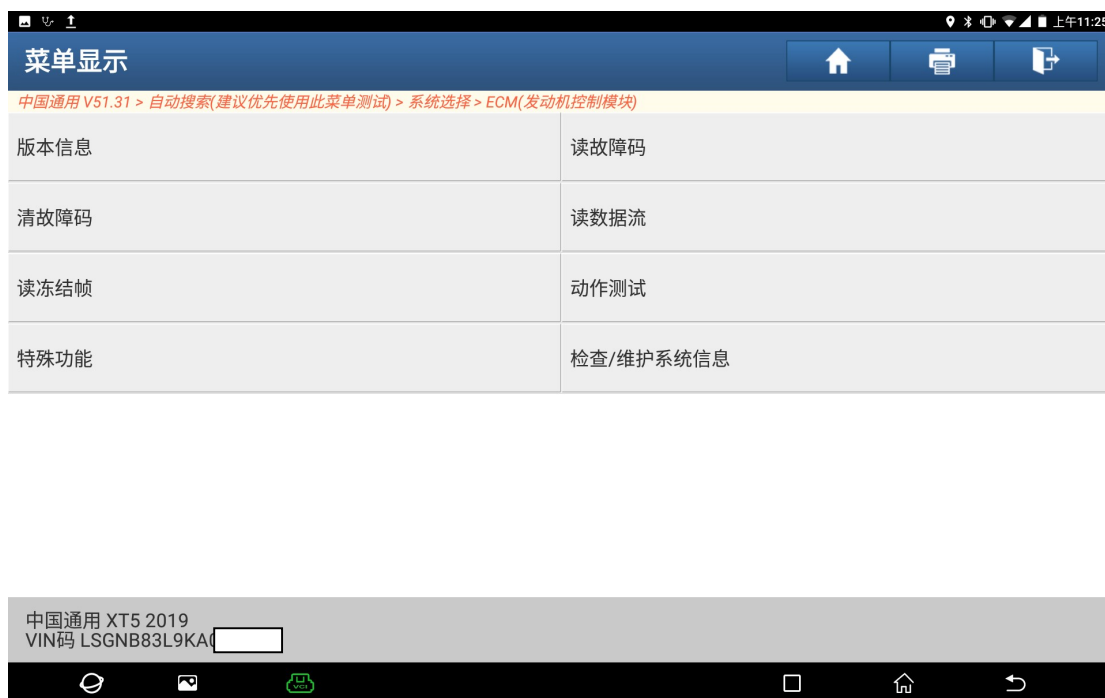 上午11:25
菜单显示
中国通用 V51.31 > 自动搜索(建议优先使用此菜单测试) > 系统选择 > ECM(发动机控制模块)
版本信息
读故障码
清故障码
读数据流
读冻结帧
动作测试
特殊功能
检查/维护系统信息
中国通用 XT5 2019
VIN码 LSGNB83L9KA
VCI